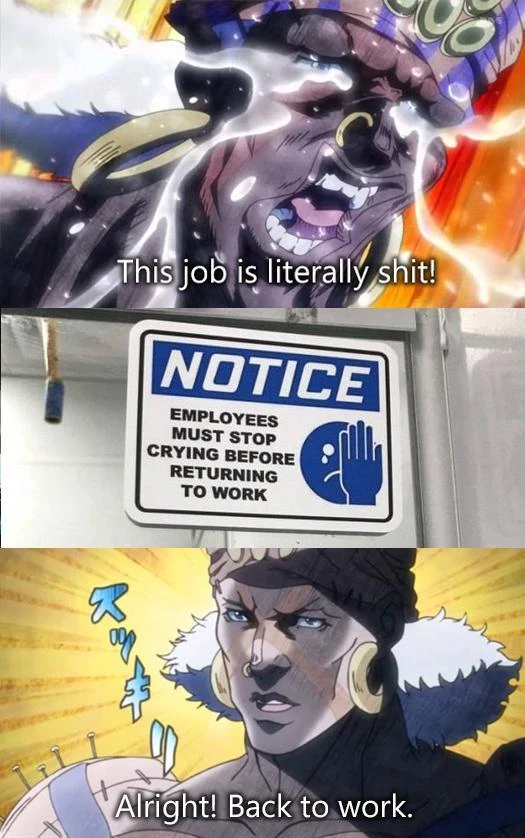 This job is literally shit!
NOTICE
EMPLOYEES
MUST STOP
CRYING BEFORE
RETURNING
TO WORK
ズッキリ
Alright! Back to work.